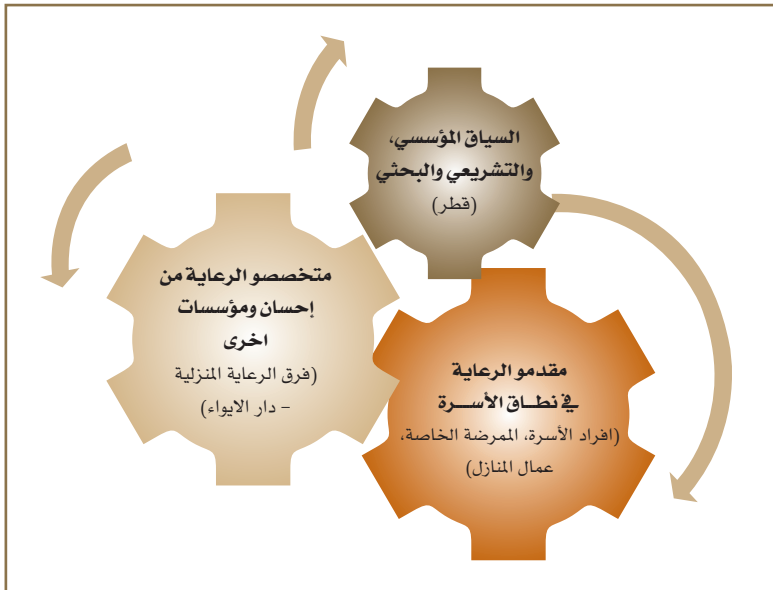 السياق المؤسسي،
والتشريعي والبحثي
(قطر)
متخصصو الرعاية من
إحسان ومؤسسات
اخرى
(فرق الرعاية المنزلية
– دار الايواء)
مقدمو الرعاية
في نطاق الأسرة
(افراد الأسرة، الممرضة الخاصة،
عمال المنازل)